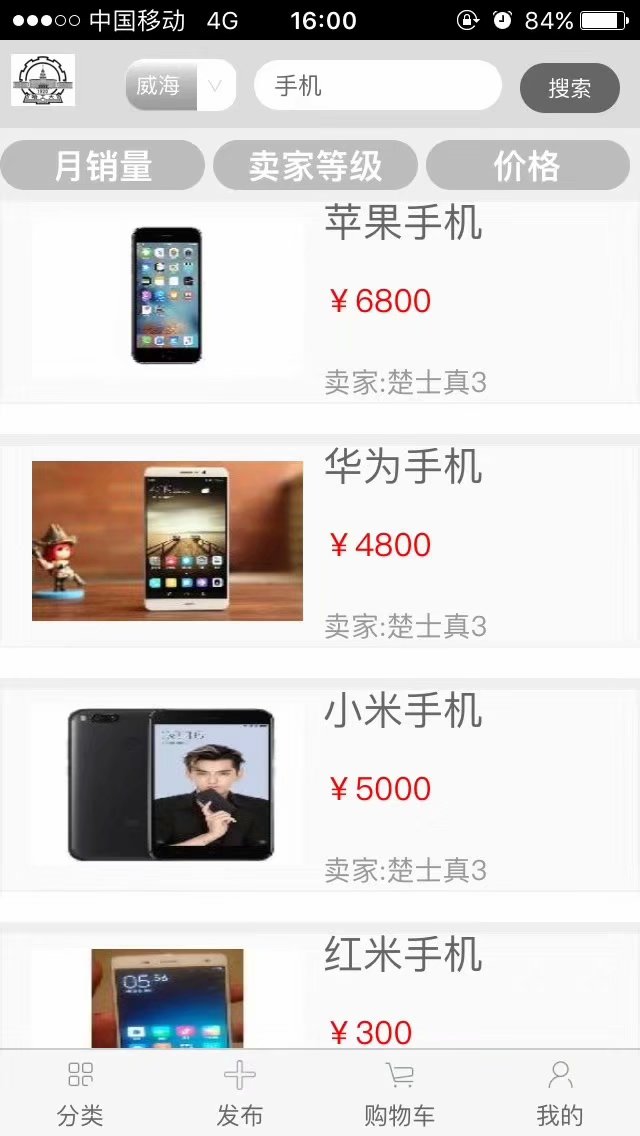 中国移动 4G 16:00 84%
威海 手机 搜索
月销量 卖家等级 价格
苹果手机
￥6800
卖家:楚士真3
华为手机
￥4800
卖家:楚士真3
小米手机
￥5000
卖家:楚士真3
红米手机
￥300
分类 发布 购物车 我的